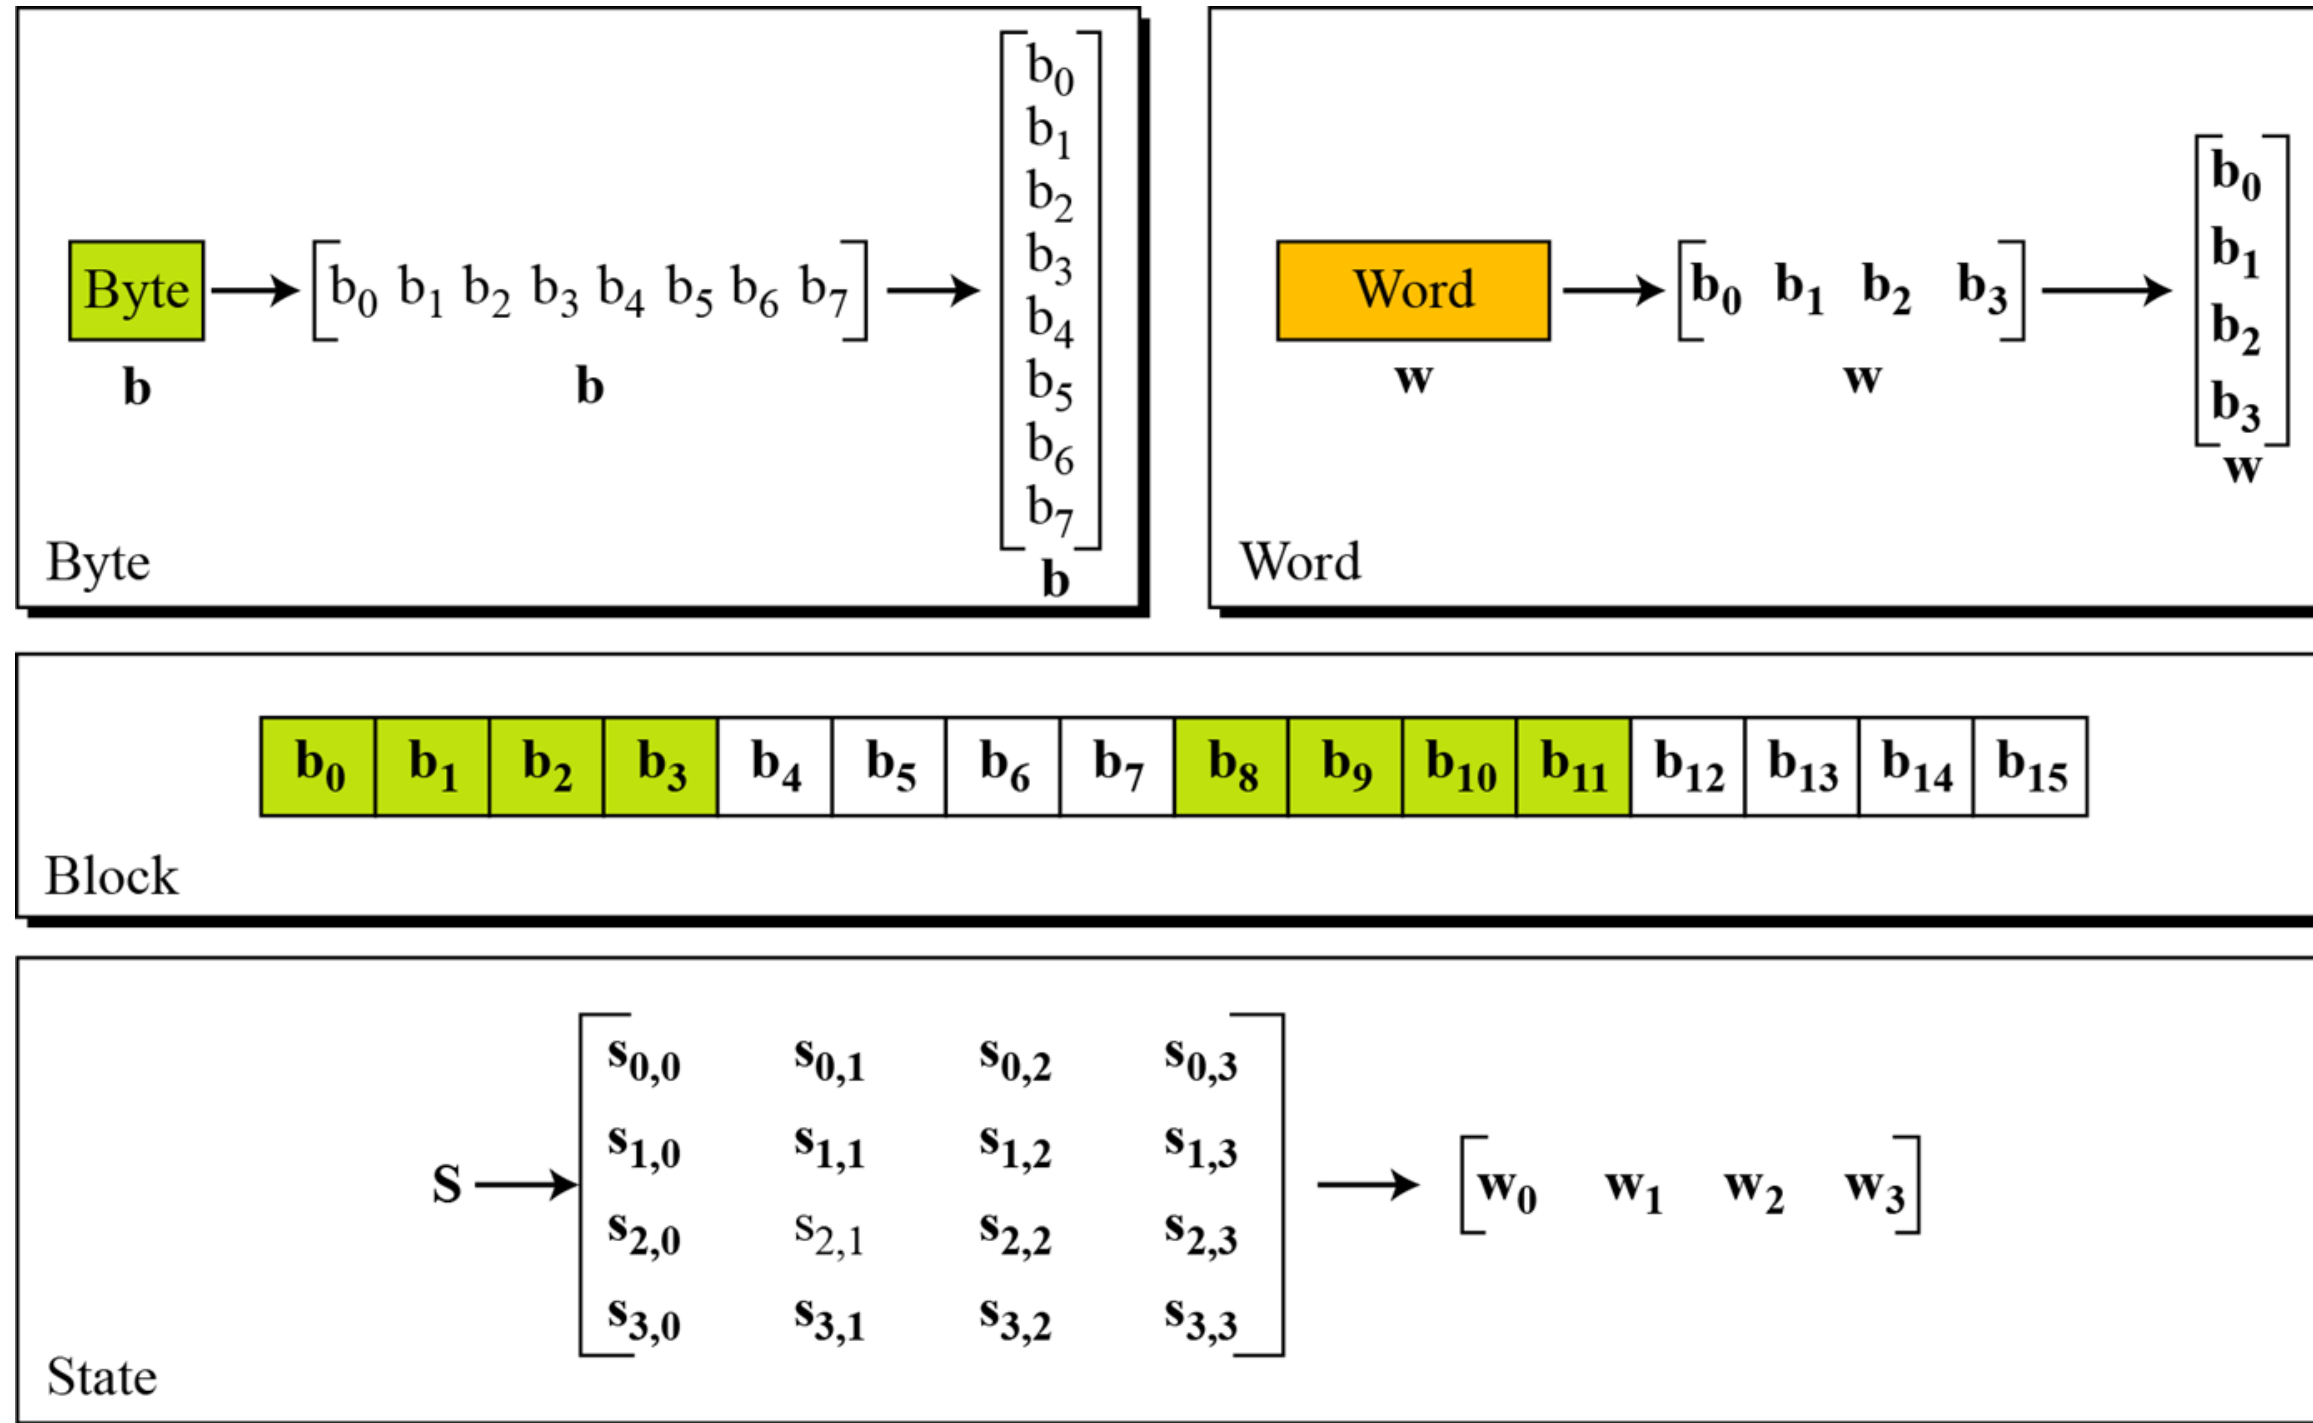 Byte
b
[b₀ b₁ b₂ b₃ b₄ b₅ b₆ b₇]
b
b₀
b₁
b₂
b₃
b₄
b₅
b₆
b₇
b
Byte
Word
w
[b₀ b₁ b₂ b₃]
w
b₀
b₁
b₂
b₃
w
Word
b₀ b₁ b₂ b₃ b₄ b₅ b₆ b₇ b₈ b₉ b₁₀ b₁₁ b₁₂ b₁₃ b₁₄ b₁₅
Block
S
s₀,₀ s₀,₁ s₀,₂ s₀,₃
s₁,₀ s₁,₁ s₁,₂ s₁,₃
s₂,₀ s₂,₁ s₂,₂ s₂,₃
s₃,₀ s₃,₁ s₃,₂ s₃,₃
[w₀ w₁ w₂ w₃]
State